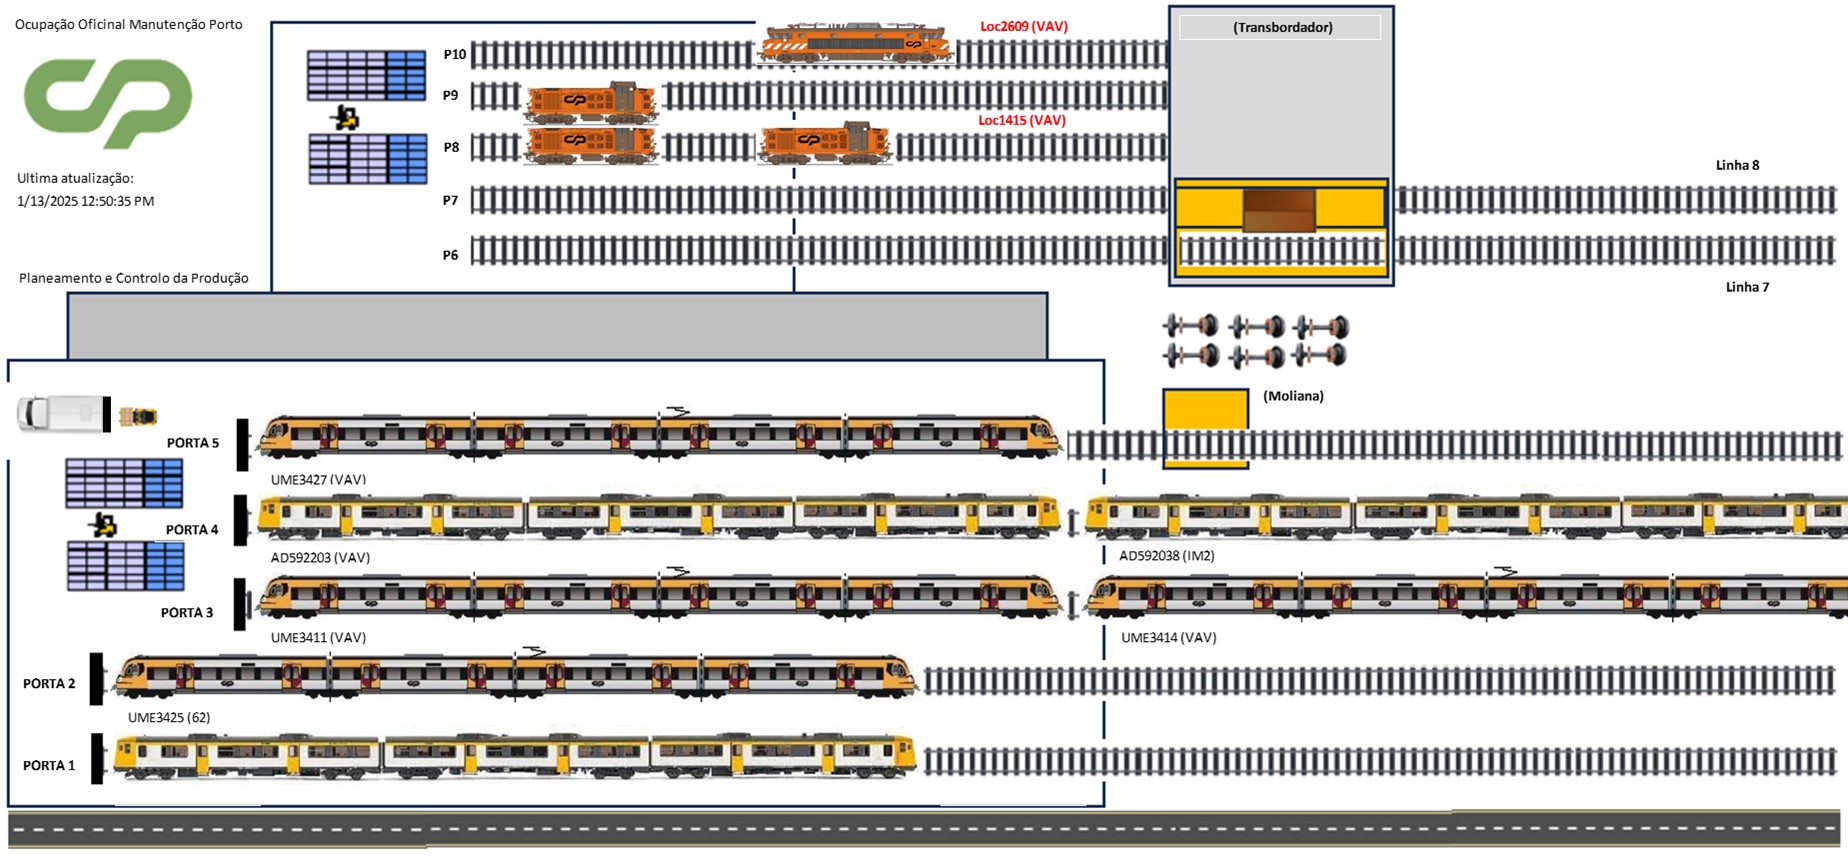 Ocupação Oficinal Manutenção Porto
Loc2609 (VAV)
(Transbordador)
P10
P9
Loc1415 (VAV)
P8
Linha 8
Ultima atualização:
1/13/2025 12:50:35 PM
P7
P6
Planeamento e Controlo da Produção
Linha 7
(Moliana)
PORTA 5
UME3427 (VAV)
PORTA 4
AD592203 (VAV)
AD592038 (IM2)
PORTA 3
UME3411 (VAV)
UME3414 (VAV)
PORTA 2
UME3425 (62)
PORTA 1